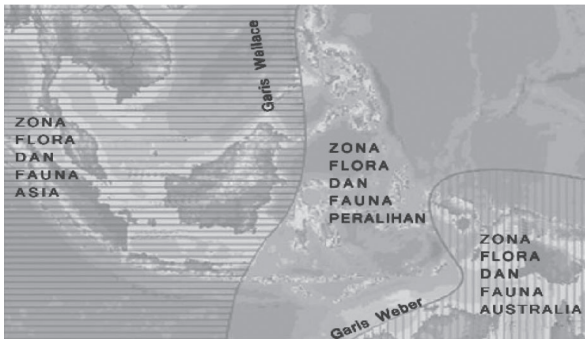 ZONA
FLORA
DAN
FAUNA
ASIA
Garis Wallace
ZONA
FLORA
DAN
FAUNA
PERALIHAN
Garis Weber
ZONA
FLORA
DAN
FAUNA
AUSTRALIA